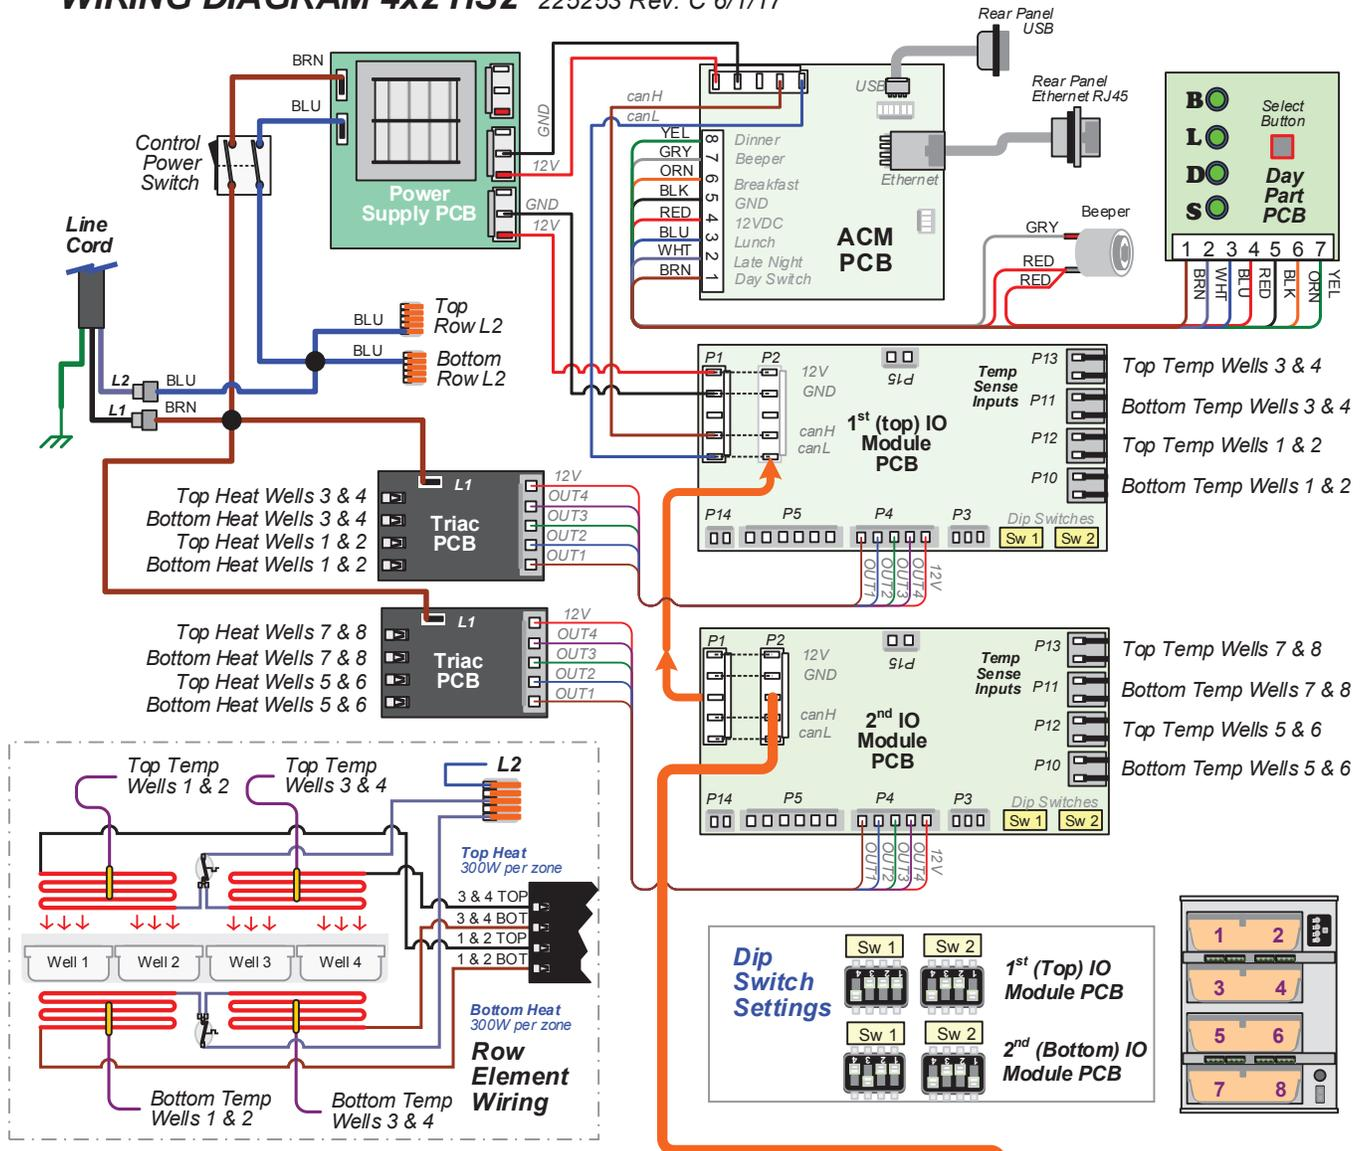 WIRING DIAGRAM 4x2 HS2 225253 Rev. C 6/1/17
Rear Panel
USB
Rear Panel
Ethernet RJ45
BRN
BLU
Control
Power
Switch
Power
Supply PCB
GND
12V
GND
12V
canH
canL
USB
Ethernet
YEL
GRY
ORN
BLK
RED
BLU
WHT
BRN
8
7
6
5
4
3
2
1
Dinner
Beeper
Breakfast
GND
12VDC
Lunch
Late Night
Day Switch
ACM
PCB
Beeper
GRY
RED
RED
B
L
D
S
Select
Button
Day
Part
PCB
1 2 3 4 5 6 7
BRN
WHT
BLU
RED
BLK
ORN
YEL
Line
Cord
L2
BLU
L1
BRN
BLU
Top
Row L2
BLU
Bottom
Row L2
P1
P2
12V
GND
canH
canL
P15
1st (top) IO
Module
PCB
Temp
Sense
Inputs
P13
P11
P12
P10
Top Temp Wells 3 & 4
Bottom Temp Wells 3 & 4
Top Temp Wells 1 & 2
Bottom Temp Wells 1 & 2
P14
P5
P4
P3
Dip Switches
Sw 1
Sw 2
OUT1
OUT2
OUT3
OUT4
12V
Top Heat Wells 3 & 4
Bottom Heat Wells 3 & 4
Top Heat Wells 1 & 2
Bottom Heat Wells 1 & 2
L1
Triac
PCB
12V
OUT4
OUT3
OUT2
OUT1
Top Heat Wells 7 & 8
Bottom Heat Wells 7 & 8
Top Heat Wells 5 & 6
Bottom Heat Wells 5 & 6
L1
Triac
PCB
12V
OUT4
OUT3
OUT2
OUT1
P1
P2
12V
GND
canH
canL
P15
2nd IO
Module
PCB
Temp
Sense
Inputs
P13
P11
P12
P10
Top Temp Wells 7 & 8
Bottom Temp Wells 7 & 8
Top Temp Wells 5 & 6
Bottom Temp Wells 5 & 6
P14
P5
P4
P3
Dip Switches
Sw 1
Sw 2
OUT1
OUT2
OUT3
OUT4
12V
Top Temp
Wells 1 & 2
Top Temp
Wells 3 & 4
L2
Top Heat
300W per zone
3 & 4 TOP
3 & 4 BOT
1 & 2 TOP
1 & 2 BOT
Well 1
Well 2
Well 3
Well 4
Bottom Heat
300W per zone
Row
Element
Wiring
Bottom Temp
Wells 1 & 2
Bottom Temp
Wells 3 & 4
Dip
Switch
Settings
Sw 1
Sw 2
1st (Top) IO
Module PCB
Sw 1
Sw 2
2nd (Bottom) IO
Module PCB
1 2
3 4
5 6
7 8